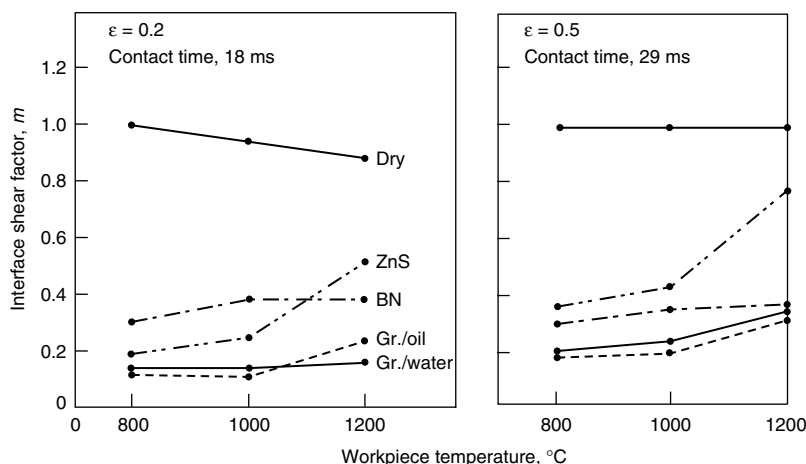 ε = 0.2
Contact time, 18 ms
ε = 0.5
Contact time, 29 ms
Interface shear factor, m
1.2
1.0
0.8
0.6
0.4
0.2
0
Dry
ZnS
BN
Gr./oil
Gr./water
0 800 1000 1200
800 1000 1200
Workpiece temperature, °C